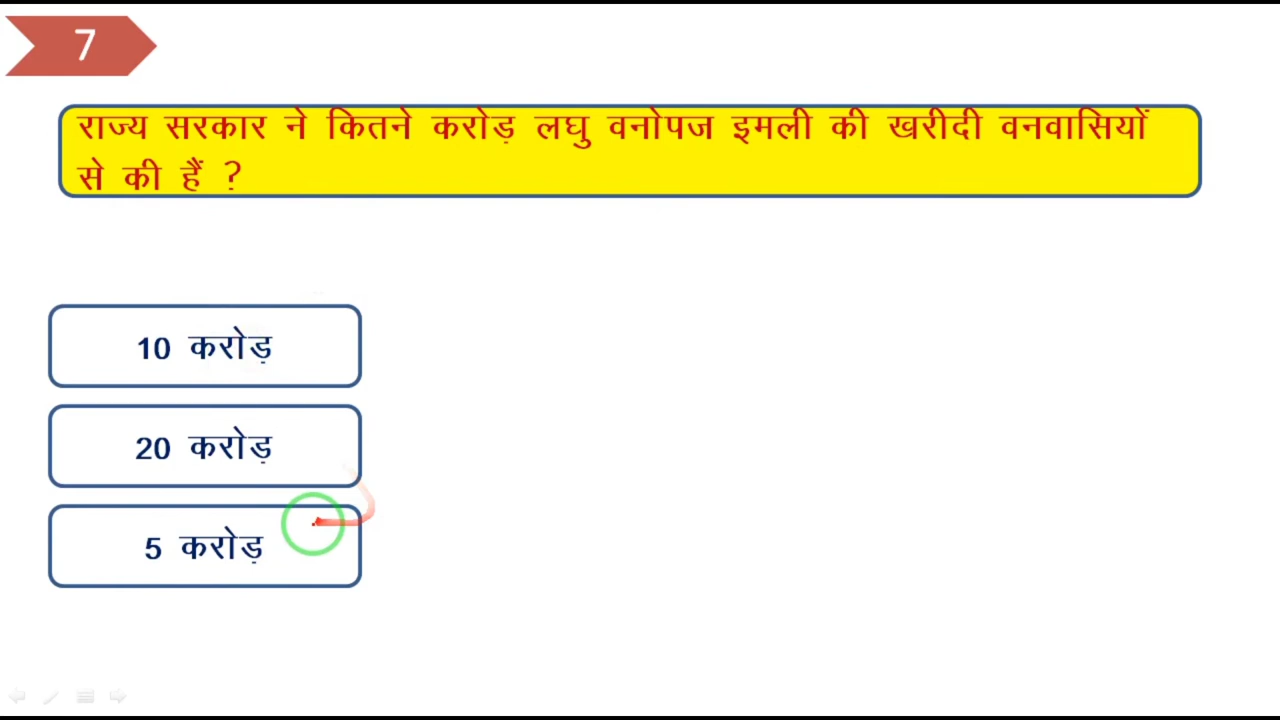 7
राज्य सरकार ने कितने करोड़ लघु वनोपज इमली की खरीदी वनवासियों
से की हैं ?
10 करोड़
20 करोड़
5 करोड़